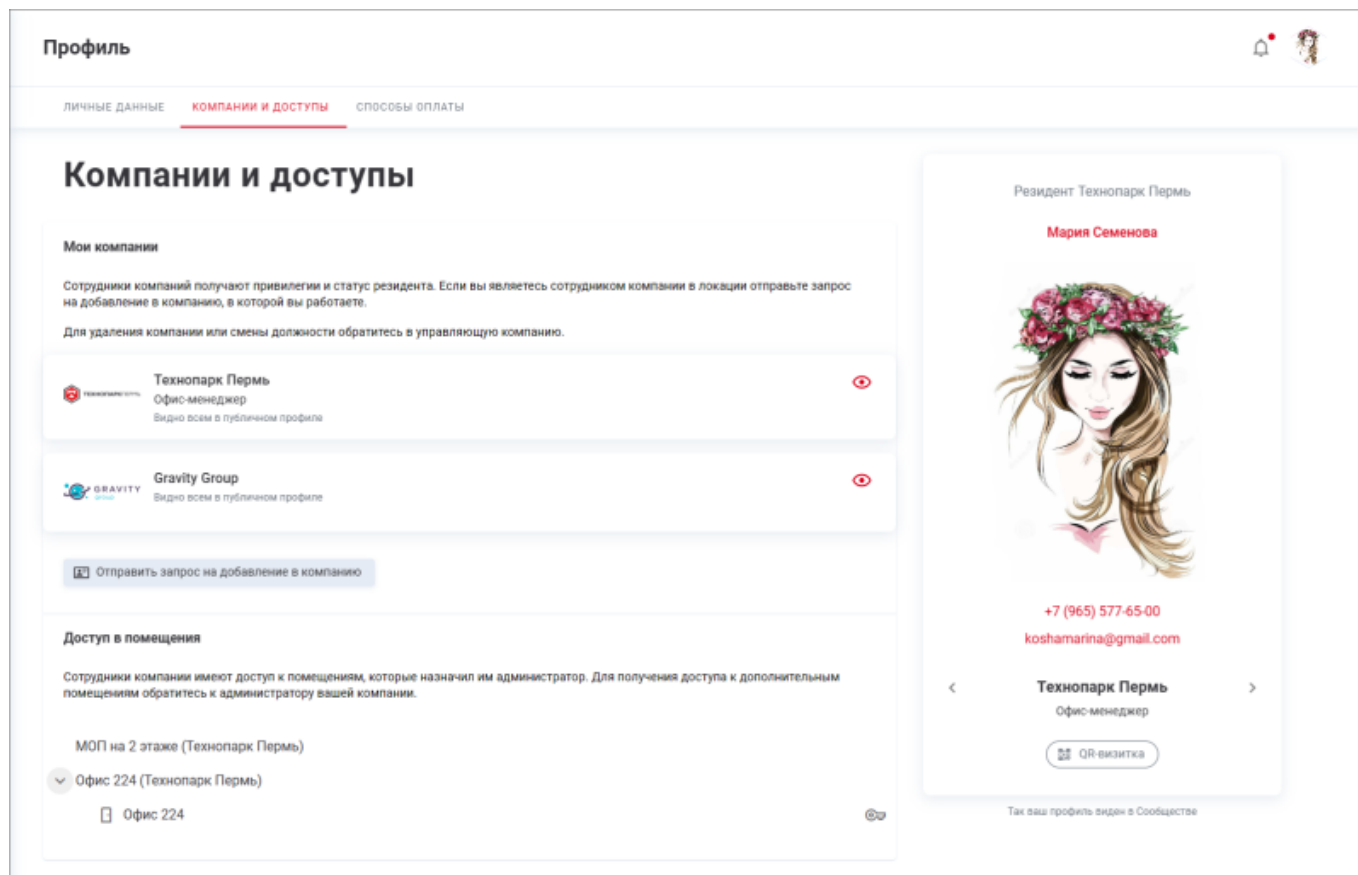 Профиль
ЛИЧНЫЕ ДАННЫЕ КОМПАНИИ И ДОСТУПЫ СПОСОБЫ ОПЛАТЫ
Компании и доступы
Мои компании
Сотрудники компаний получают привилегии и статус резидента. Если вы являетесь сотрудником компании в локации отправьте запрос
на добавление в компанию, в которой вы работаете.
Для удаления компании или смены должности обратитесь в управляющую компанию.
ТЕХНОПАРК ПЕРМЬ
Технопарк Пермь
Офис-менеджер
Видно всем в публичном профиле
GRAVITY
GROUP
Gravity Group
Видно всем в публичном профиле
Отправить запрос на добавление в компанию
Доступ в помещения
Сотрудники компании имеют доступ к помещениям, которые назначил им администратор. Для получения доступа к дополнительным
помещениям обратитесь к администратору вашей компании.
МОП на 2 этаже (Технопарк Пермь)
Офис 224 (Технопарк Пермь)
Офис 224
Резидент Технопарк Пермь
Мария Семенова
+7 (965) 577-65-00
koshamarina@gmail.com
Технопарк Пермь
Офис-менеджер
QR-визитка
Так ваш профиль виден в Сообществе